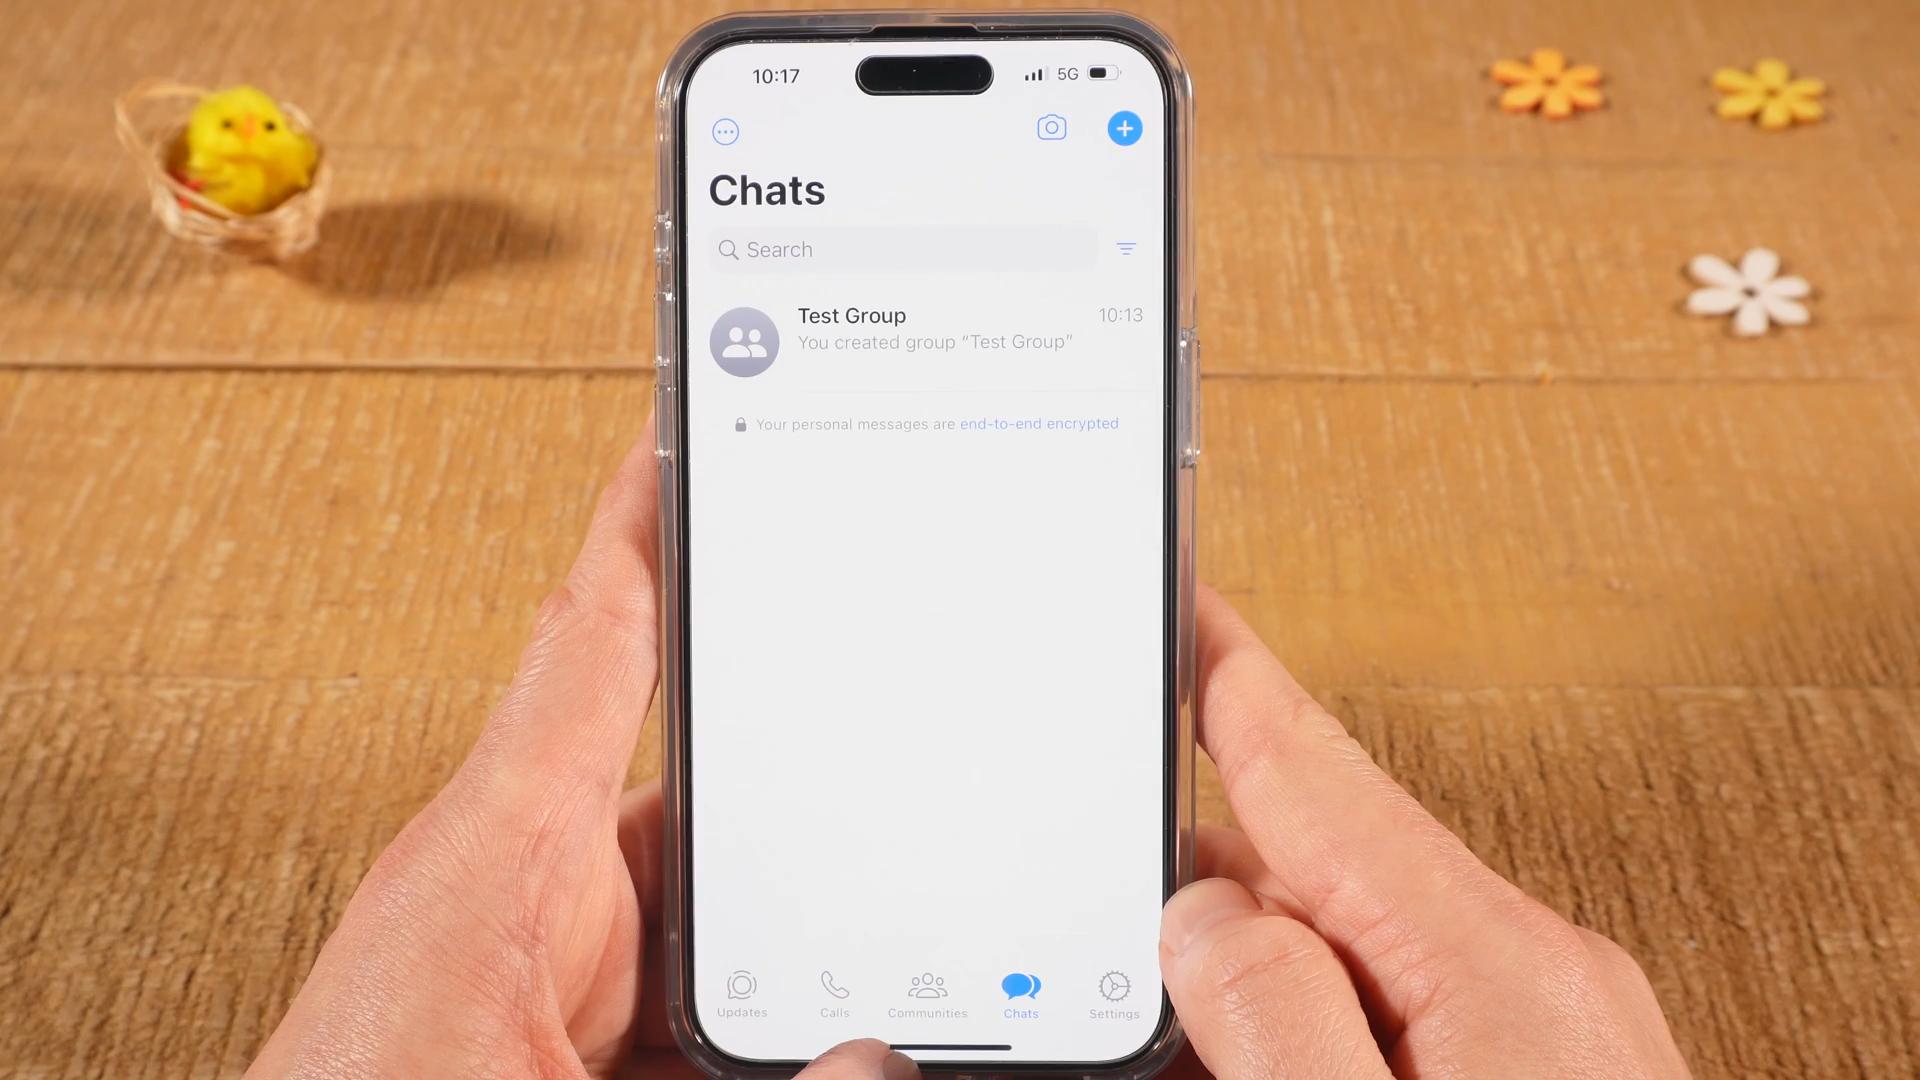 10:17
5G
Chats
Search
Test Group
10:13
You created group “Test Group”
Your personal messages are end-to-end encrypted
Updates
Calls
Communities
Chats
Settings